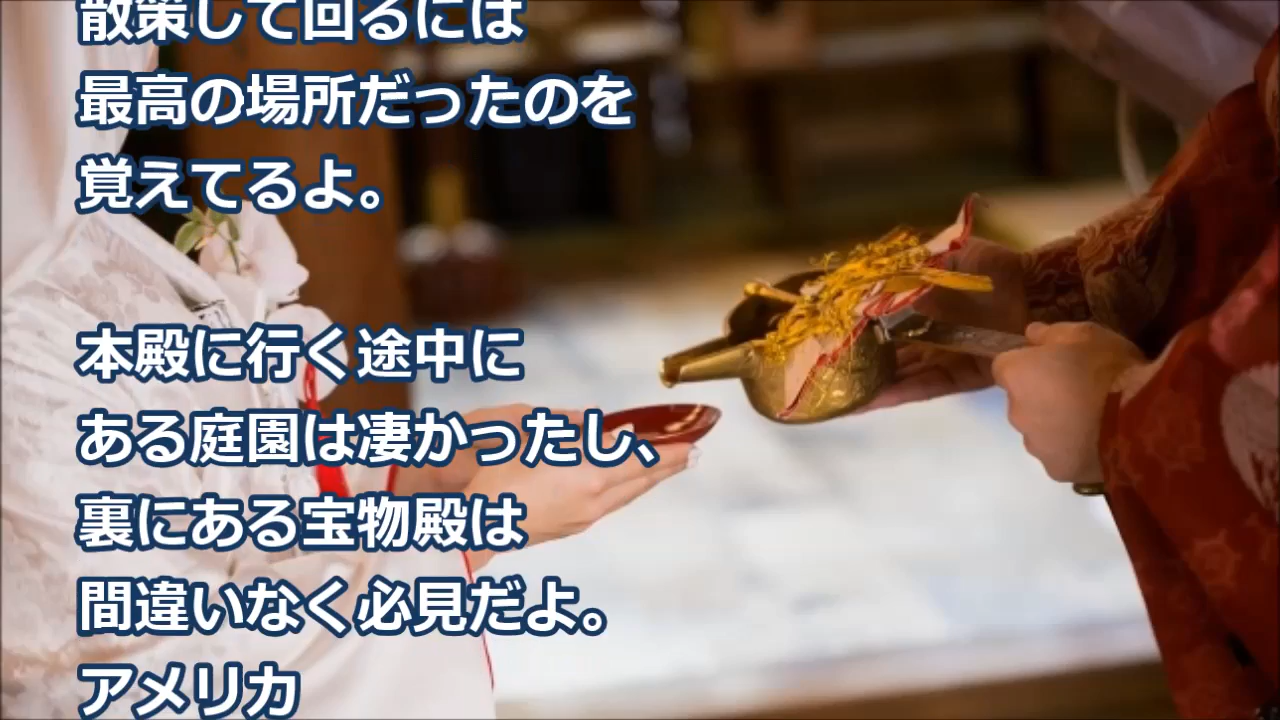 散策して回るには
最高の場所だったのを
覚えてるよ。
本殿に行く途中に
ある庭園は凄かったし、
裏にある宝物殿は
間違いなく必見だよ。
アメリカ